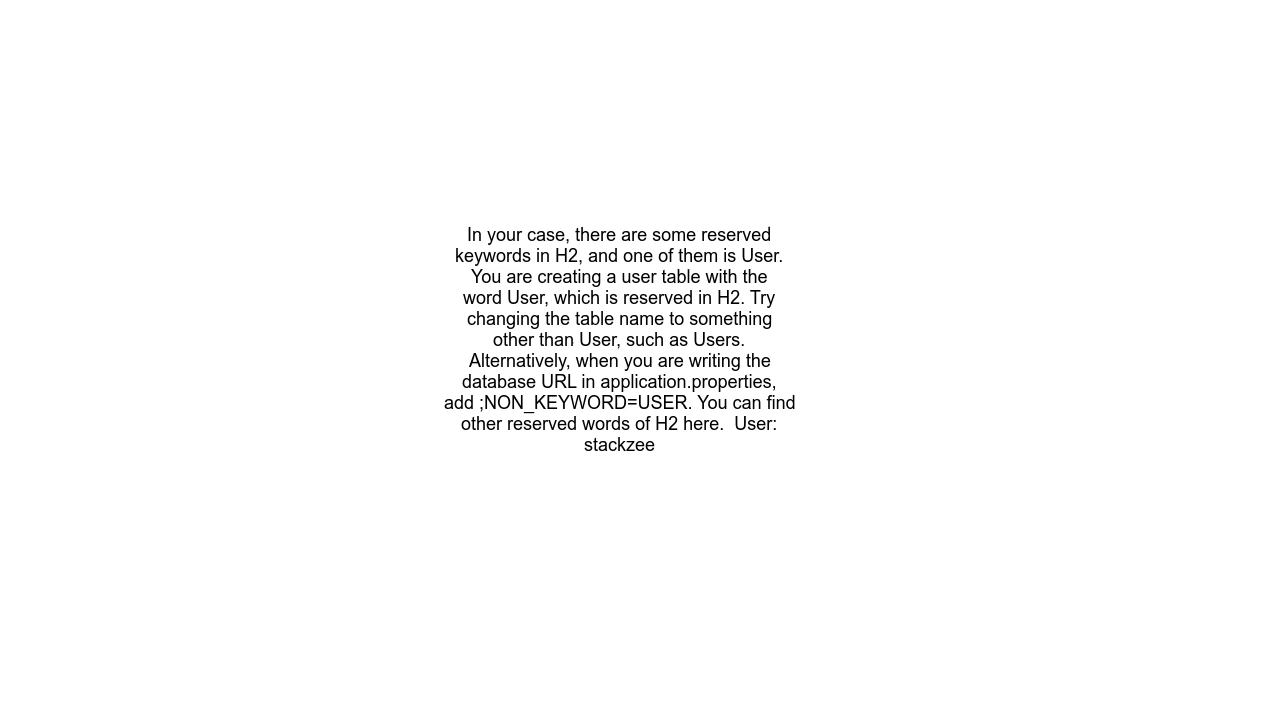 In your case, there are some reserved
keywords in H2, and one of them is User.
You are creating a user table with the
word User, which is reserved in H2. Try
changing the table name to something
other than User, such as Users.
Alternatively, when you are writing the
database URL in application.properties,
add ;NON_KEYWORD=USER. You can find
other reserved words of H2 here.  User:
stackzee